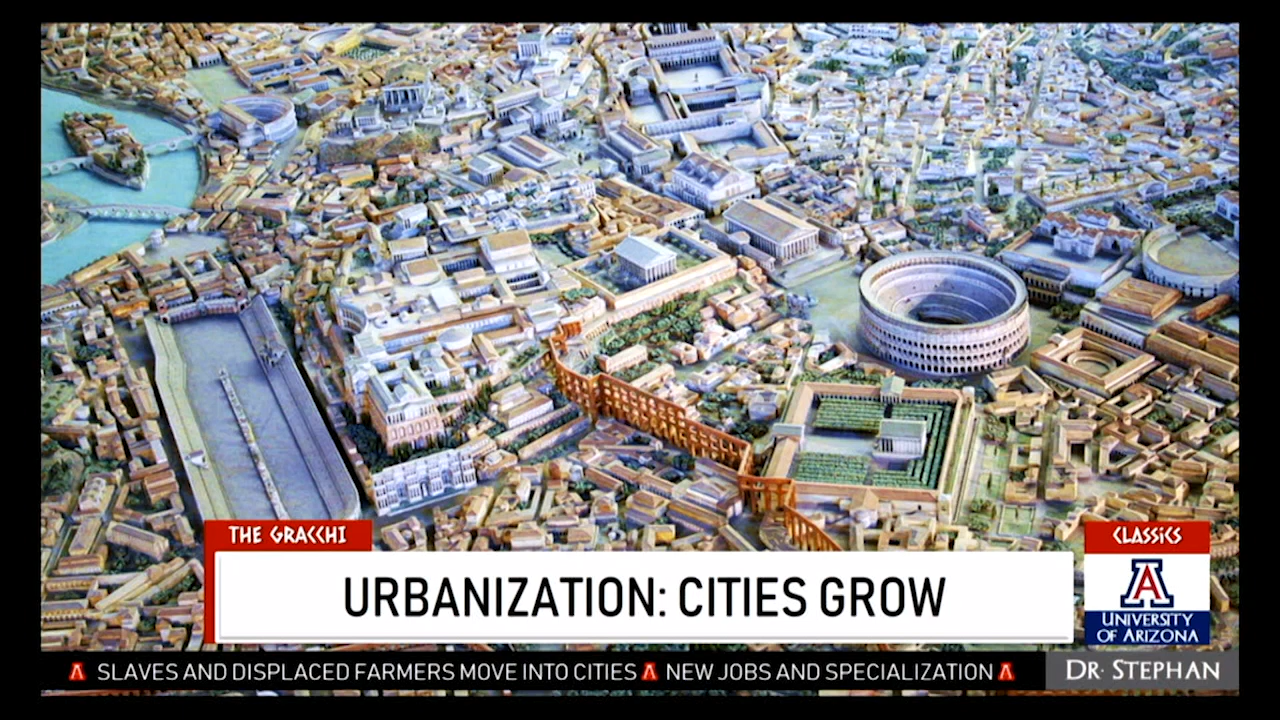 THE GRACCHI
URBANIZATION: CITIES GROW
CLASSICS
A
UNIVERSITY
OF ARIZONA
SLAVES AND DISPLACED FARMERS MOVE INTO CITIES NEW JOBS AND SPECIALIZATION
DR. STEPHAN